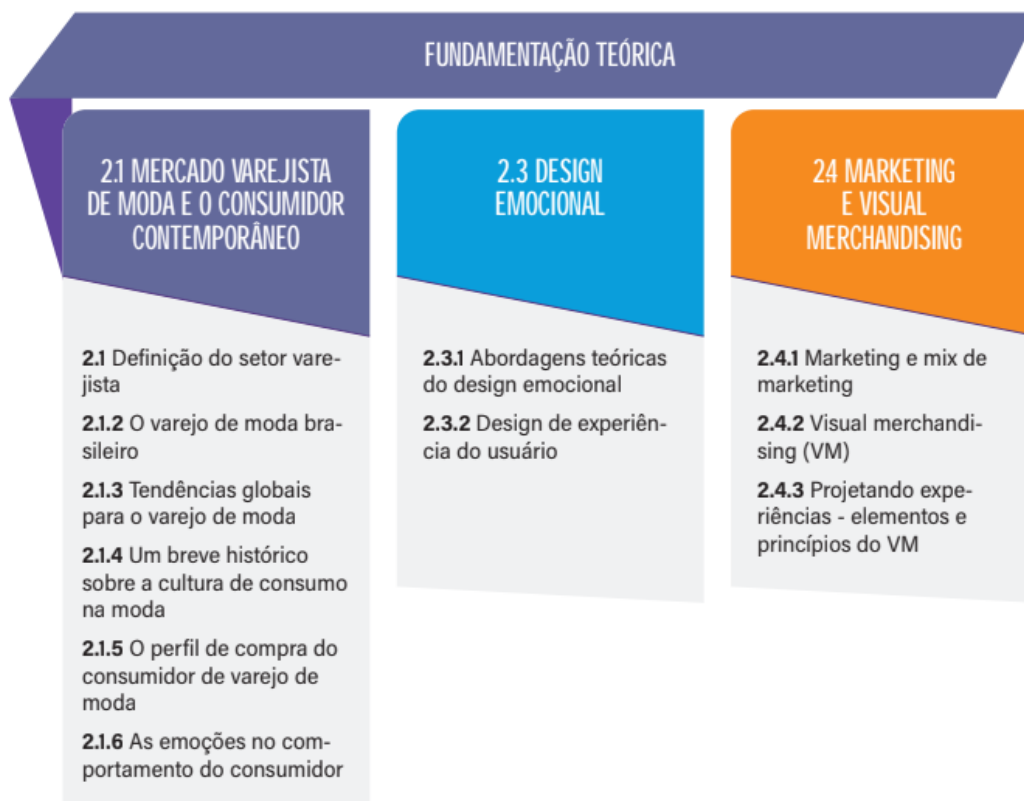 FUNDAMENTAÇÃO TEÓRICA
2.1 MERCADO VAREJISTA
DE MODA E O CONSUMIDOR
CONTEMPORÂNEO
2.1 Definição do setor vare-
jista
2.1.2 O varejo de moda bra-
sileiro
2.1.3 Tendências globais
para o varejo de moda
2.1.4 Um breve histórico
sobre a cultura de consumo
na moda
2.1.5 O perfil de compra do
consumidor de varejo de
moda
2.1.6 As emoções no com-
portamento do consumidor
2.3 DESIGN
EMOCIONAL
2.3.1 Abordagens teóricas
do design emocional
2.3.2 Design de experiên-
cia do usuário
2.4 MARKETING
E VISUAL
MERCHANDISING
2.4.1 Marketing e mix de
marketing
2.4.2 Visual merchandi-
sing (VM)
2.4.3 Projetando expe-
riências - elementos e
princípios do VM